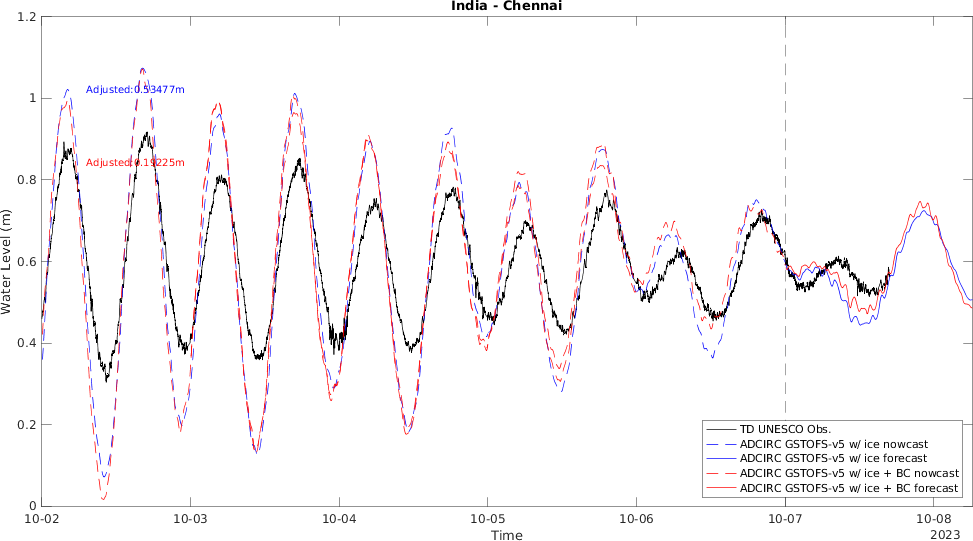 India - Chennai
Water Level (m)
1.2
1
0.8
0.6
0.4
0.2
0
Adjusted:0.53477m
Adjusted:0.19225m
TD UNESCO Obs.
ADCIRC GSTOFS-v5 w/ ice nowcast
ADCIRC GSTOFS-v5 w/ ice forecast
ADCIRC GSTOFS-v5 w/ ice + BC nowcast
ADCIRC GSTOFS-v5 w/ ice + BC forecast
10-02 10-03 10-04 10-05 10-06 10-07 10-08
2023
Time